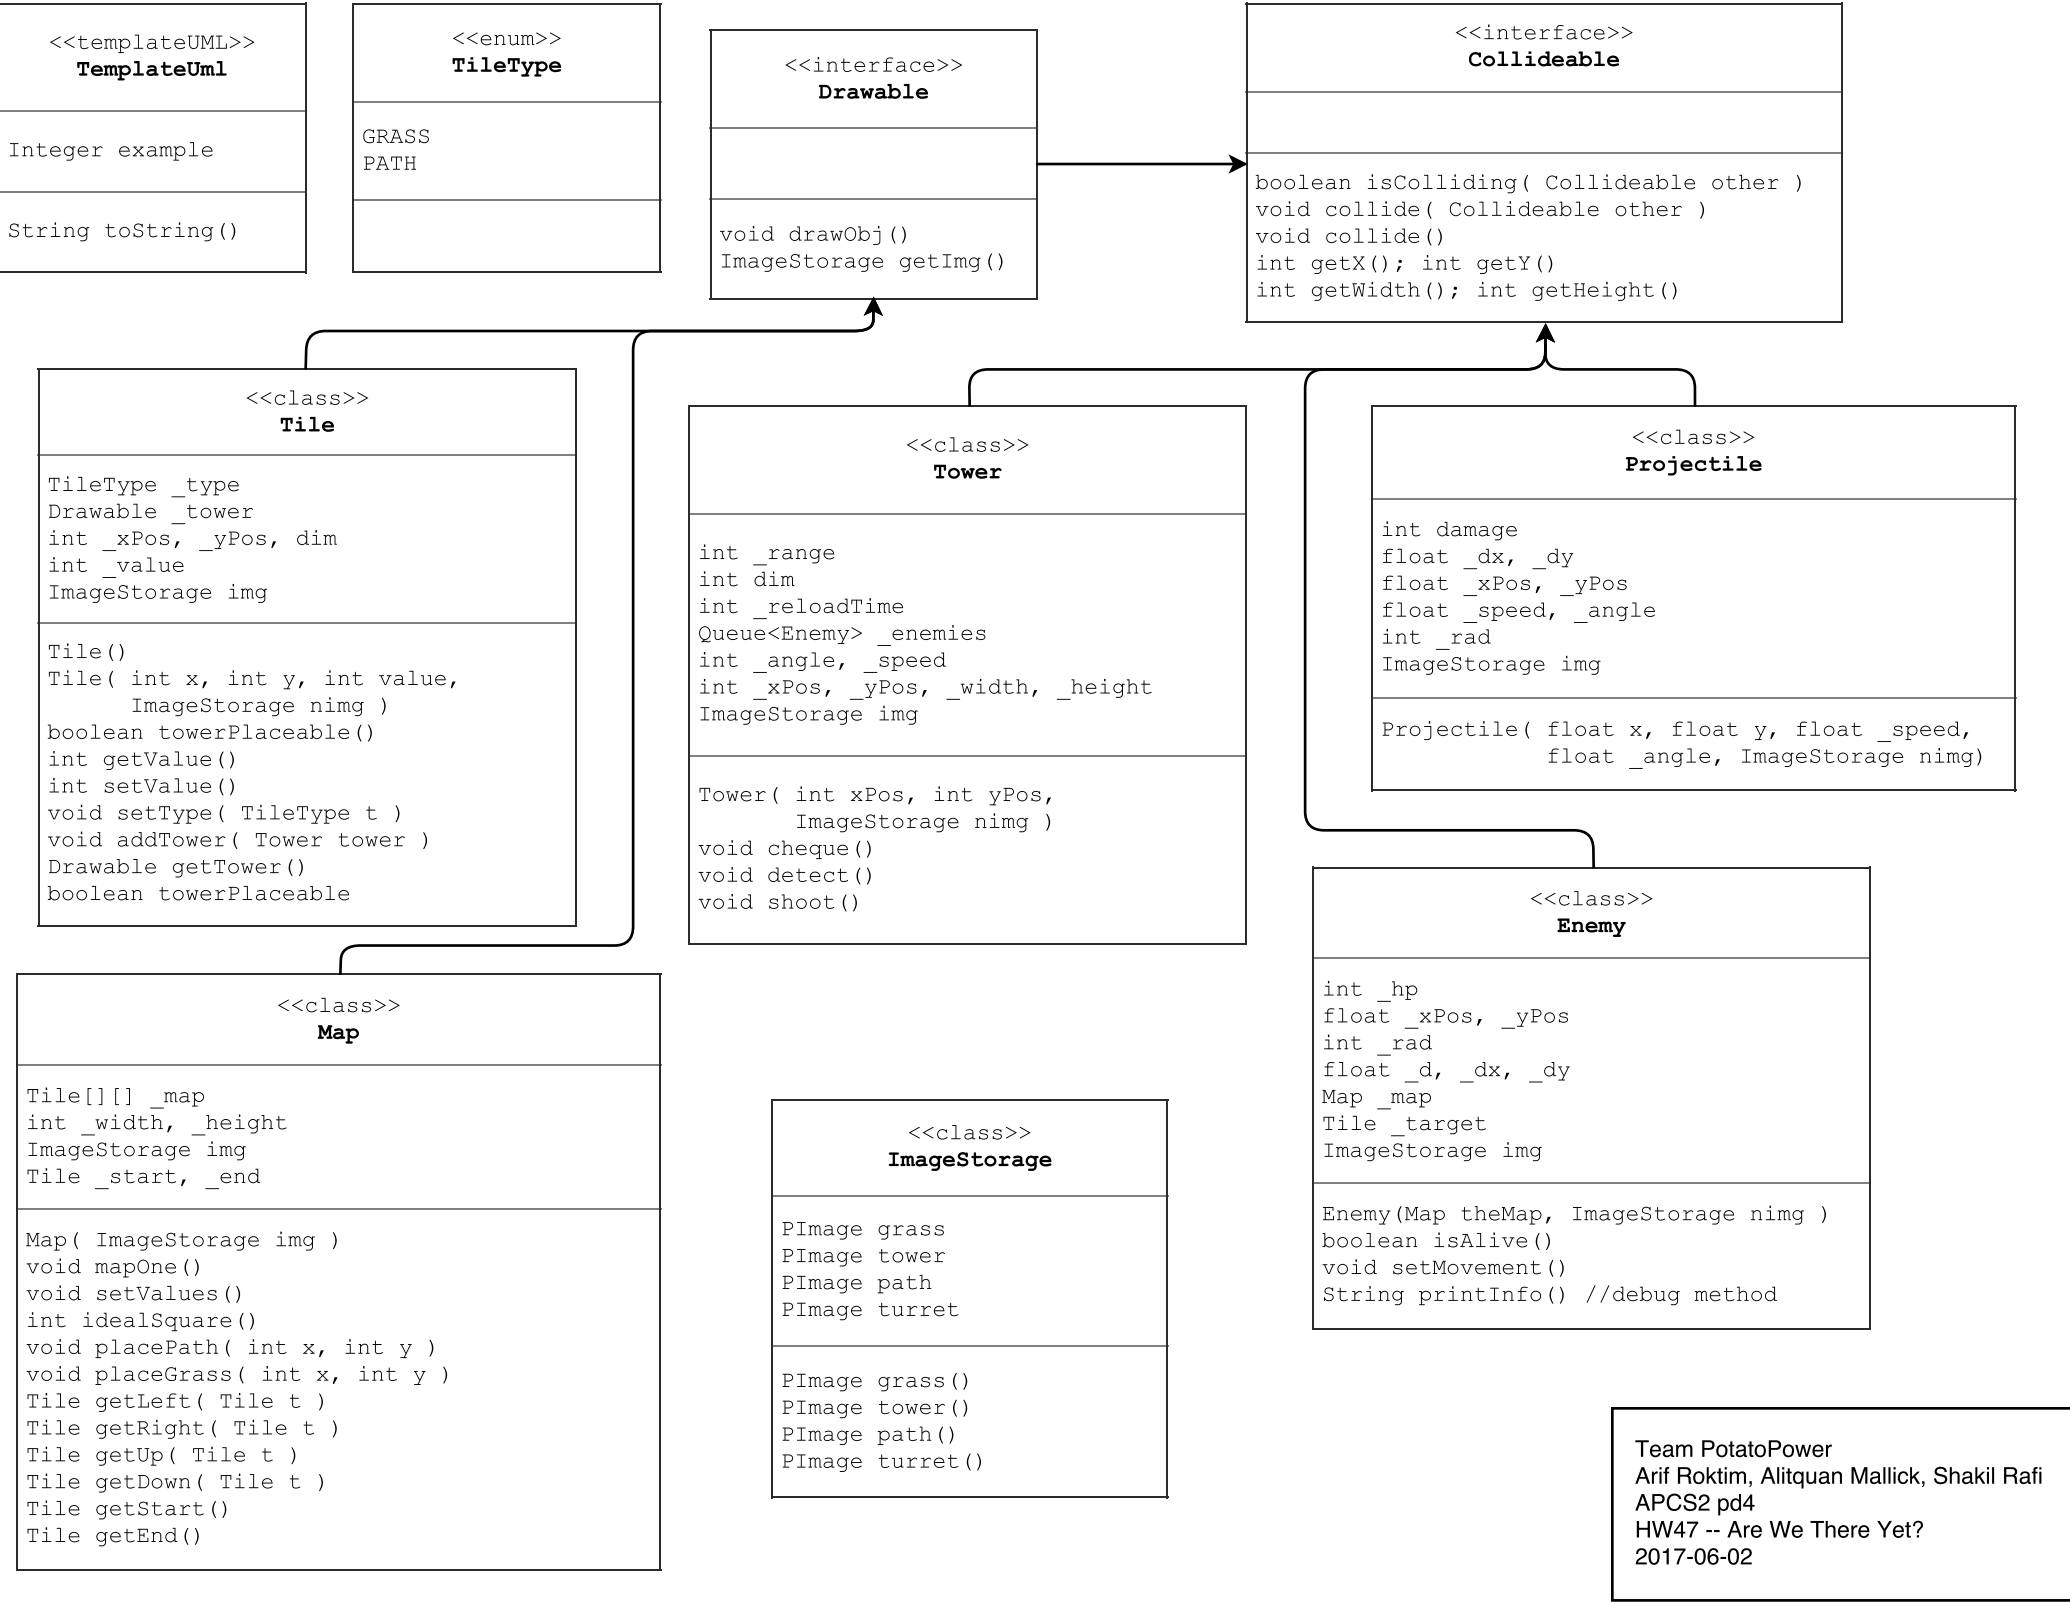 <<templateUML>>
TemplateUml
Integer example
String toString()
<<enum>>
TileType
GRASS
PATH
<<interface>>
Drawable
void drawObj()
ImageStorage getImg()
<<interface>>
Collideable
boolean isColliding( Collideable other )
void collide( Collideable other )
void collide()
int getX(); int getY()
int getWidth(); int getHeight()
<<class>>
Tile
TileType _type
Drawable _tower
int _xPos, _yPos, dim
int _value
ImageStorage img
Tile()
Tile( int x, int y, int value,
ImageStorage nimg )
boolean towerPlaceable()
int getValue()
int setValue()
void setType( TileType t )
void addTower( Tower tower )
Drawable getTower()
boolean towerPlaceable
<<class>>
Tower
int _range
int dim
int _reloadTime
Queue<Enemy> _enemies
int _angle, _speed
int _xPos, _yPos, _width, _height
ImageStorage img
Tower( int xPos, int yPos,
ImageStorage nimg )
void cheque()
void detect()
void shoot()
<<class>>
Projectile
int damage
float _dx, _dy
float _xPos, _yPos
float _speed, _angle
int _rad
ImageStorage img
Projectile( float x, float y, float _speed,
float _angle, ImageStorage nimg)
<<class>>
Enemy
int _hp
float _xPos, _yPos
int _rad
float _d, _dx, _dy
Map _map
Tile _target
ImageStorage img
Enemy(Map theMap, ImageStorage nimg )
boolean isAlive()
void setMovement()
String printInfo() //debug method
<<class>>
Map
Tile[][] _map
int _width, _height
ImageStorage img
Tile _start, _end
Map( ImageStorage img )
void mapOne()
void setValues()
int idealSquare()
void placePath( int x, int y )
void placeGrass( int x, int y )
Tile getLeft( Tile t )
Tile getRight( Tile t )
Tile getUp( Tile t )
Tile getDown( Tile t )
Tile getStart()
Tile getEnd()
<<class>>
ImageStorage
PImage grass
PImage tower
PImage path
PImage turret
PImage grass()
PImage tower()
PImage path()
PImage turret()
Team PotatoPower
Arif Roktim, Alitquan Mallick, Shakil Rafi
APCS2 pd4
HW47 -- Are We There Yet?
2017-06-02